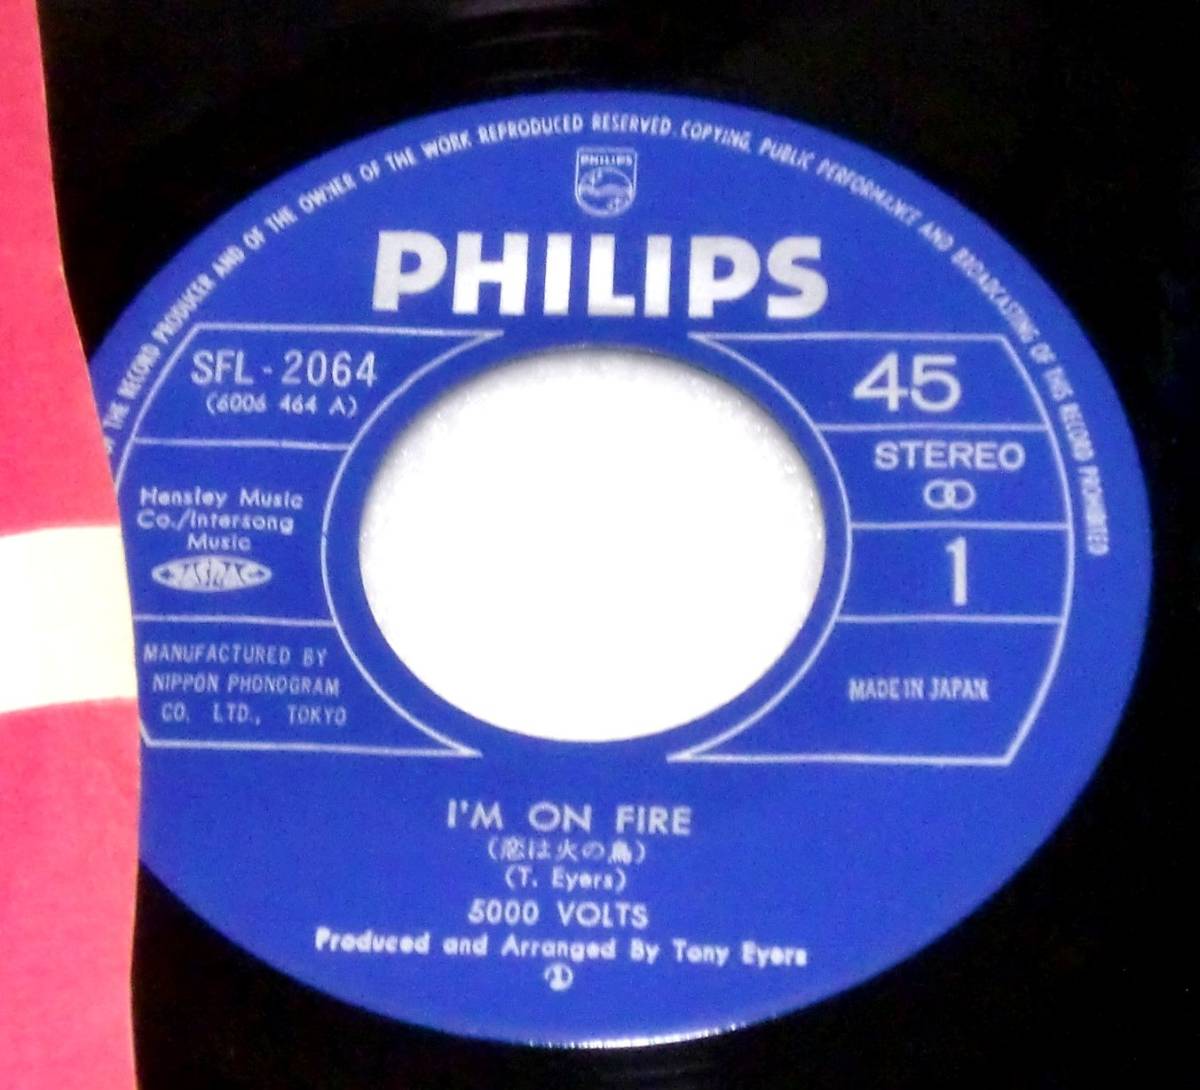 THE RECORD PRODUCER AND OF THE OWNER OF THE WORK REPRODUCED RESERVED. COPYING, PUBLIC PERFORMANCE AND BROADCASTING OF THIS RECORD PROHIBITED
PHILIPS
PHILIPS
SFL-2064
(6006 464 A)
45
STEREO
Hensley Music
Co./Intersong
Music
JASRAC
1
MANUFACTURED BY
NIPPON PHONOGRAM
CO. LTD., TOKYO
MADE IN JAPAN
I'M ON FIRE
(恋は火の鳥)
(T. Eyers)
5000 VOLTS
Produced and Arranged By Tony Eyers